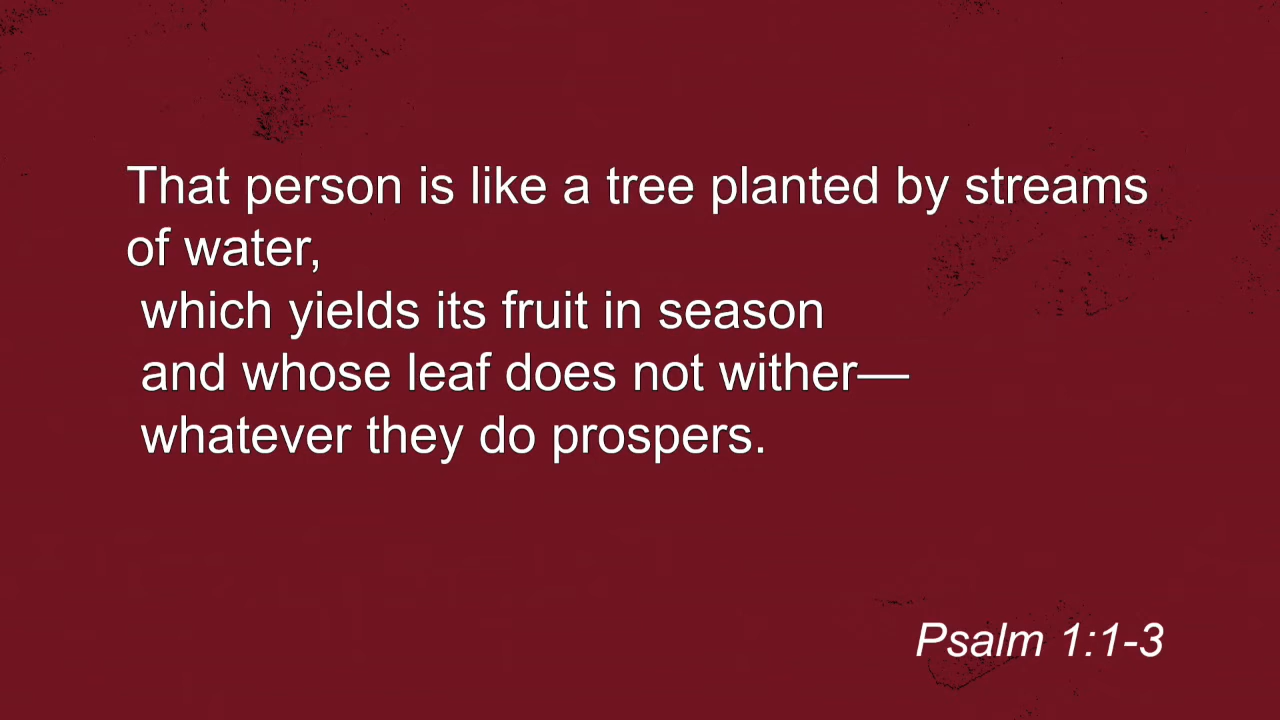 That person is like a tree planted by streams
of water,
which yields its fruit in season
and whose leaf does not wither—
whatever they do prospers.
Psalm 1:1-3